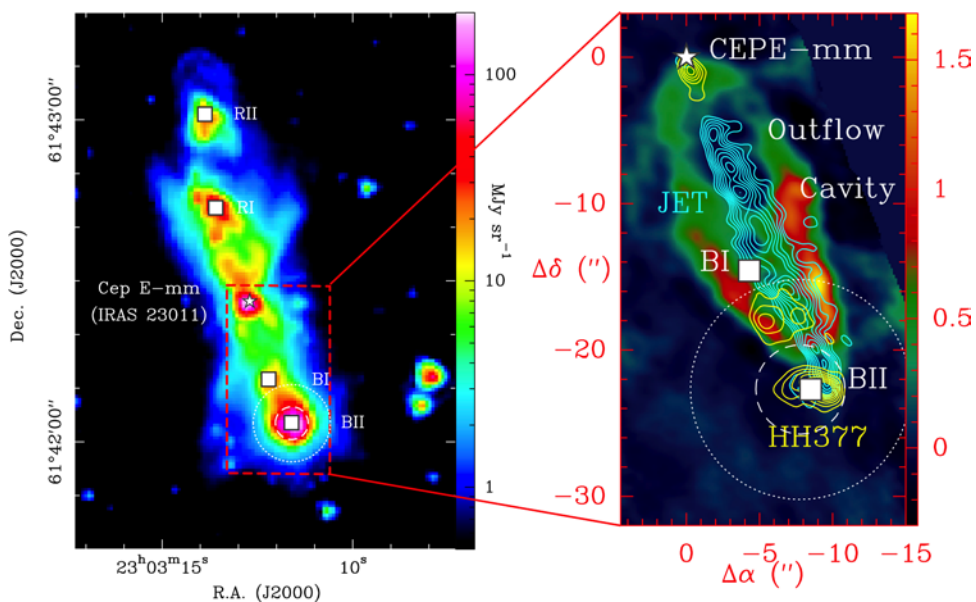 RII
RI
Cep E-mm
(IRAS 23011)
BI
BII
61°43′00″
61°42′00″
Dec. (J2000)
23ʰ03ᵐ15ˢ
10ˢ
R.A. (J2000)
100
10
1
MJy sr⁻¹
CEPE-mm
Outflow
Cavity
JET
BI
BII
HH377
0
-10
-20
-30
Δδ (″)
0
-5
-10
-15
Δα (″)
1.5
1
0.5
0